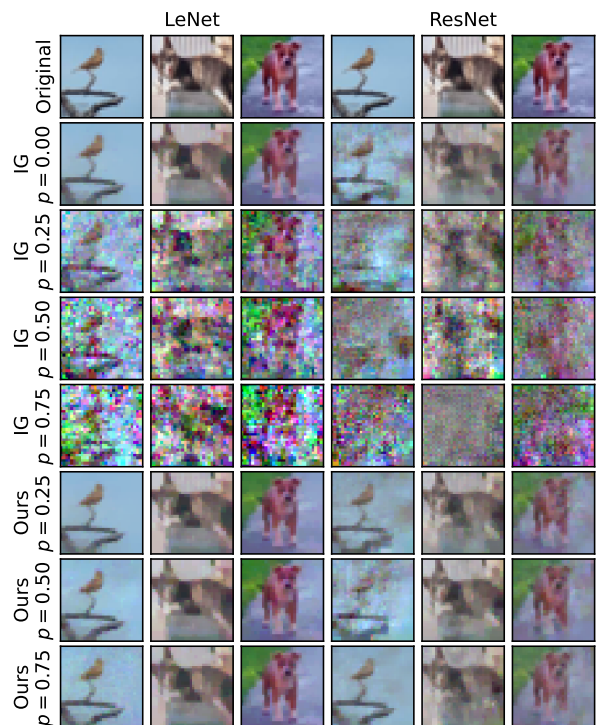 LeNet ResNet
Original
IG
p = 0.00
IG
p = 0.25
IG
p = 0.50
IG
p = 0.75
Ours
p = 0.25
Ours
p = 0.50
Ours
p = 0.75